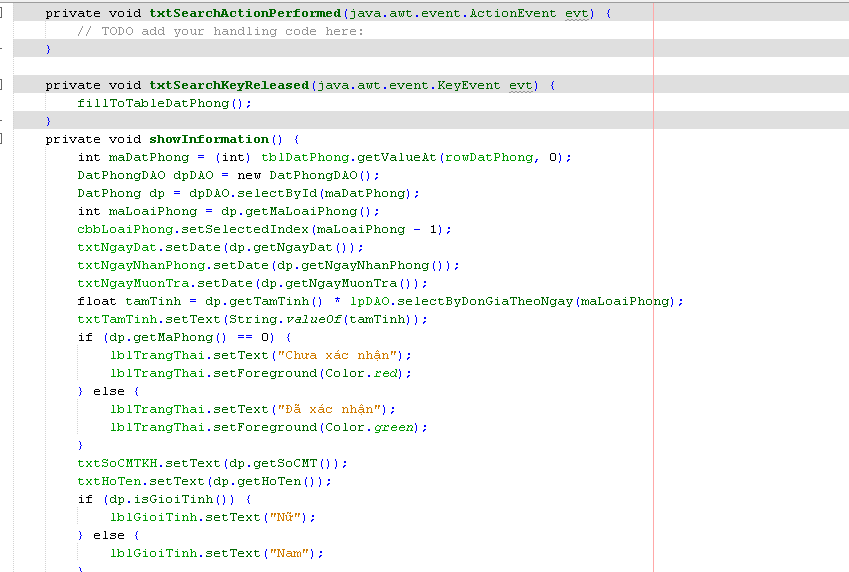 private void txtSearchActionPerformed(java.awt.event.ActionEvent evt) {
// TODO add your handling code here:
}
private void txtSearchKeyReleased(java.awt.event.KeyEvent evt) {
fillToTableDatPhong();
}
private void showInformation() {
int maDatPhong = (int) tblDatPhong.getValueAt(rowDatPhong, 0);
DatPhongDAO dpDAO = new DatPhongDAO();
DatPhong dp = dpDAO.selectById(maDatPhong);
int maLoaiPhong = dp.getMaLoaiPhong();
cbbLoaiPhong.setSelectedIndex(maLoaiPhong - 1);
txtNgayDat.setDate(dp.getNgayDat());
txtNgayNhanPhong.setDate(dp.getNgayNhanPhong());
txtNgayMuonTra.setDate(dp.getNgayMuonTra());
float tamTinh = dp.getTamTinh() * lpDAO.selectByDonGiaTheoNgay(maLoaiPhong);
txtTamTinh.setText(String.valueOf(tamTinh));
if (dp.getMaPhong() == 0) {
lblTrangThai.setText("Chưa xác nhận");
lblTrangThai.setForeground(Color.red);
} else {
lblTrangThai.setText("Đã xác nhận");
lblTrangThai.setForeground(Color.green);
}
txtSoCMTKH.setText(dp.getSoCMT());
txtHoTen.setText(dp.getHoTen());
if (dp.isGioiTinh()) {
lblGioiTinh.setText("Nữ");
} else {
lblGioiTinh.setText("Nam");
}